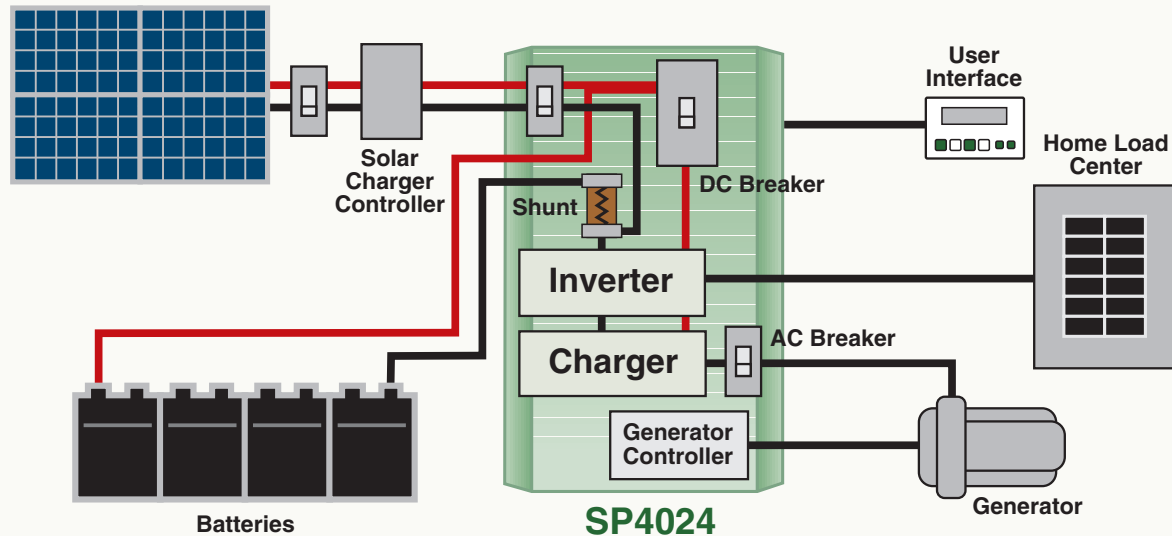 User
Interface
Home Load
Center
Solar
Charger
Controller
DC Breaker
Shunt
Inverter
AC Breaker
Charger
Generator
Controller
Generator
Batteries
SP4024